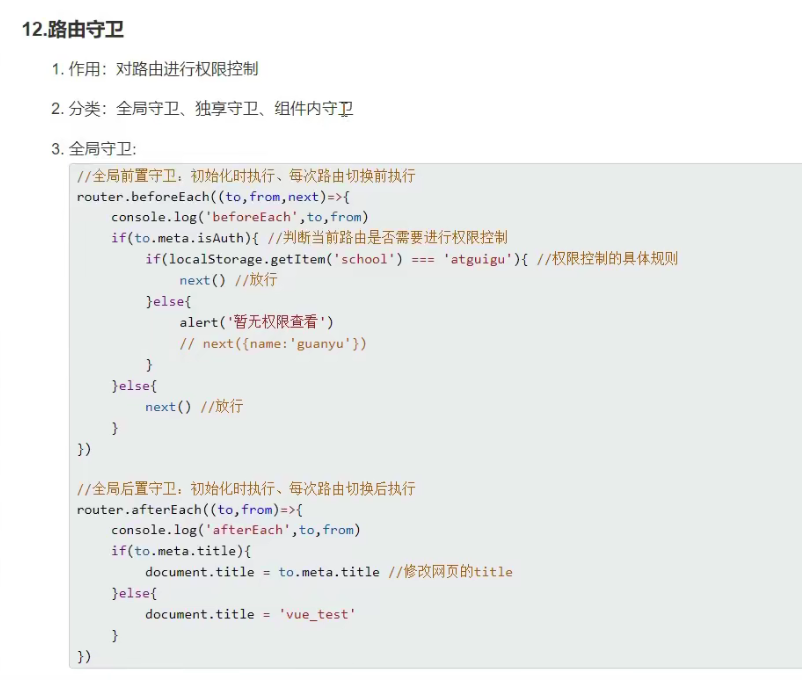 12.路由守卫
1. 作用：对路由进行权限控制
2. 分类：全局守卫、独享守卫、组件内守卫
3. 全局守卫:
//全局前置守卫：初始化时执行、每次路由切换前执行
router.beforeEach((to,from,next)=>{
    console.log('beforeEach',to,from)
    if(to.meta.isAuth){ //判断当前路由是否需要进行权限控制
        if(localStorage.getItem('school') === 'atguigu'){ //权限控制的具体规则
            next() //放行
        }else{
            alert('暂无权限查看')
            // next({name:'guanyu'})
        }
    }else{
        next() //放行
    }
})
//全局后置守卫：初始化时执行、每次路由切换后执行
router.afterEach((to,from)=>{
    console.log('afterEach',to,from)
    if(to.meta.title){
        document.title = to.meta.title //修改网页的title
    }else{
        document.title = 'vue_test'
    }
})